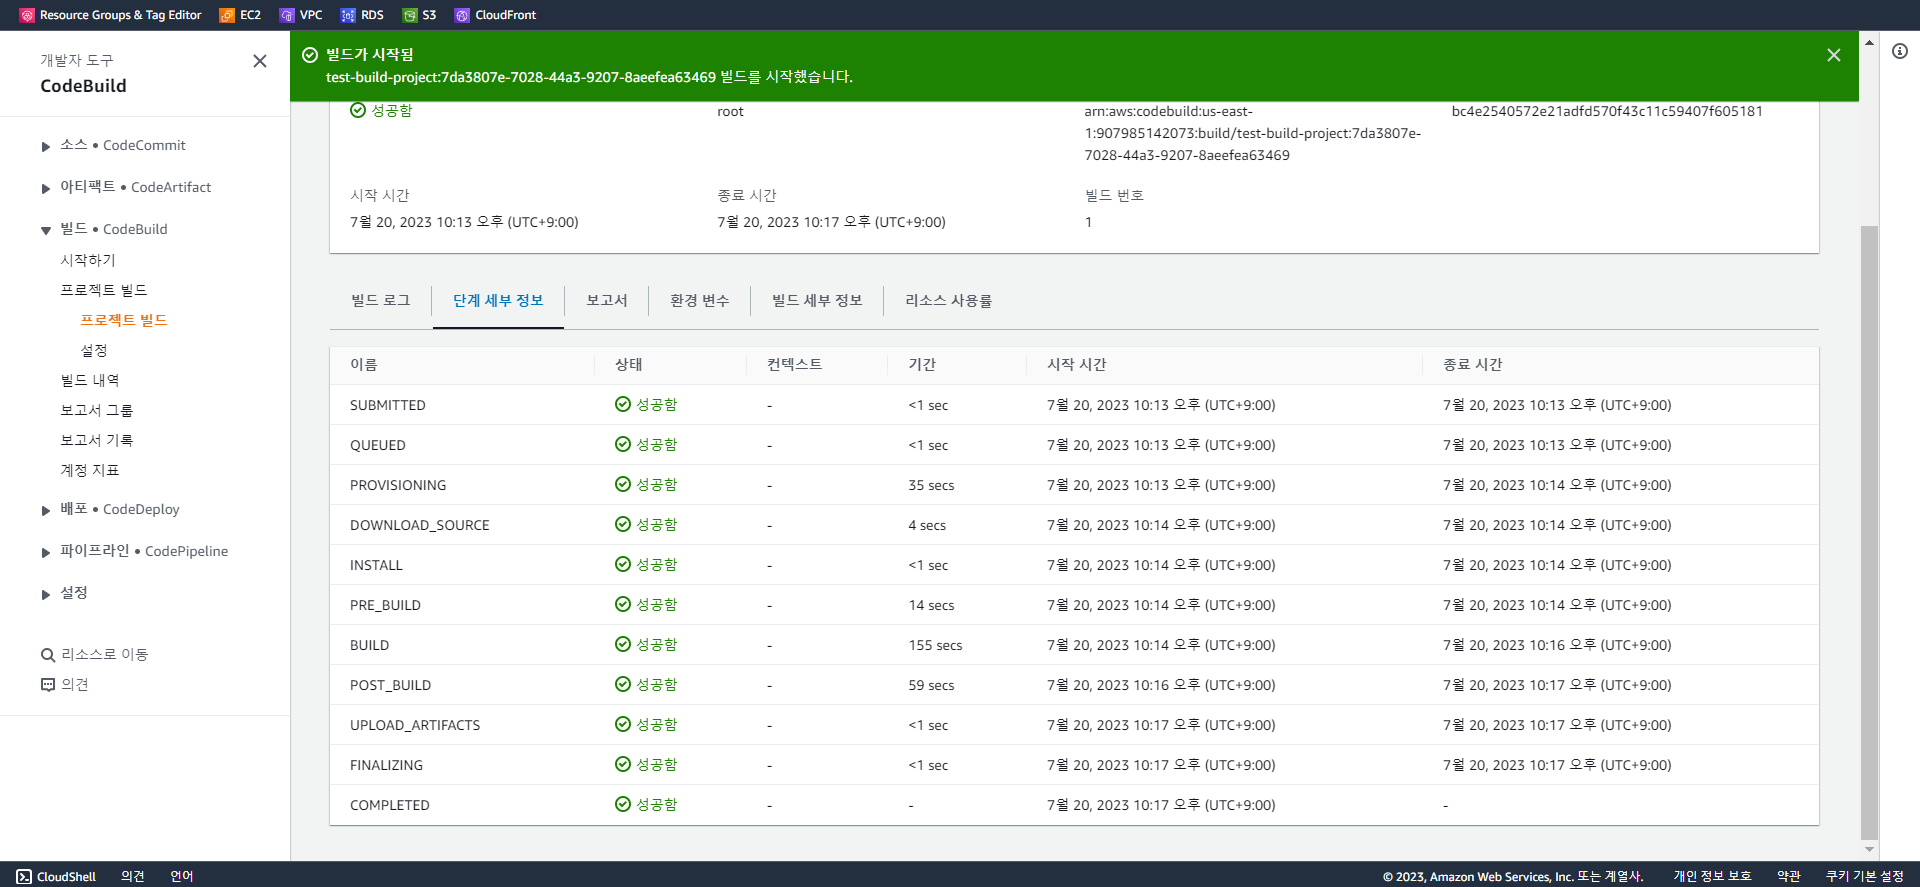 Resource Groups & Tag Editor EC2 VPC RDS S3 CloudFront
개발자 도구
CodeBuild
소스 • CodeCommit
아티팩트 • CodeArtifact
빌드 • CodeBuild
시작하기
프로젝트 빌드
프로젝트 빌드
설정
빌드 내역
보고서 그룹
보고서 기록
계정 지표
배포 • CodeDeploy
파이프라인 • CodePipeline
설정
리소스로 이동
의견
빌드가 시작됨
test-build-project:7da3807e-7028-44a3-9207-8aeefea63469 빌드를 시작했습니다.
성공함
root
arn:aws:codebuild:us-east-
1:907985142073:build/test-build-project:7da3807e-
7028-44a3-9207-8aeefea63469
bc4e2540572e21adfd570f43c11c59407f605181
시작 시간 종료 시간 빌드 번호
7월 20, 2023 10:13 오후 (UTC+9:00) 7월 20, 2023 10:17 오후 (UTC+9:00) 1
빌드 로그 단계 세부 정보 보고서 환경 변수 빌드 세부 정보 리소스 사용률
이름 상태 컨텍스트 기간 시작 시간 종료 시간
SUBMITTED 성공함 - <1 sec 7월 20, 2023 10:13 오후 (UTC+9:00) 7월 20, 2023 10:13 오후 (UTC+9:00)
QUEUED 성공함 - <1 sec 7월 20, 2023 10:13 오후 (UTC+9:00) 7월 20, 2023 10:13 오후 (UTC+9:00)
PROVISIONING 성공함 - 35 secs 7월 20, 2023 10:13 오후 (UTC+9:00) 7월 20, 2023 10:14 오후 (UTC+9:00)
DOWNLOAD_SOURCE 성공함 - 4 secs 7월 20, 2023 10:14 오후 (UTC+9:00) 7월 20, 2023 10:14 오후 (UTC+9:00)
INSTALL 성공함 - <1 sec 7월 20, 2023 10:14 오후 (UTC+9:00) 7월 20, 2023 10:14 오후 (UTC+9:00)
PRE_BUILD 성공함 - 14 secs 7월 20, 2023 10:14 오후 (UTC+9:00) 7월 20, 2023 10:14 오후 (UTC+9:00)
BUILD 성공함 - 155 secs 7월 20, 2023 10:14 오후 (UTC+9:00) 7월 20, 2023 10:16 오후 (UTC+9:00)
POST_BUILD 성공함 - 59 secs 7월 20, 2023 10:16 오후 (UTC+9:00) 7월 20, 2023 10:17 오후 (UTC+9:00)
UPLOAD_ARTIFACTS 성공함 - <1 sec 7월 20, 2023 10:17 오후 (UTC+9:00) 7월 20, 2023 10:17 오후 (UTC+9:00)
FINALIZING 성공함 - <1 sec 7월 20, 2023 10:17 오후 (UTC+9:00) 7월 20, 2023 10:17 오후 (UTC+9:00)
COMPLETED 성공함 - - 7월 20, 2023 10:17 오후 (UTC+9:00) -
CloudShell 의견 언어 © 2023, Amazon Web Services, Inc. 또는 계열사. 개인 정보 보호 약관 쿠키 기본 설정